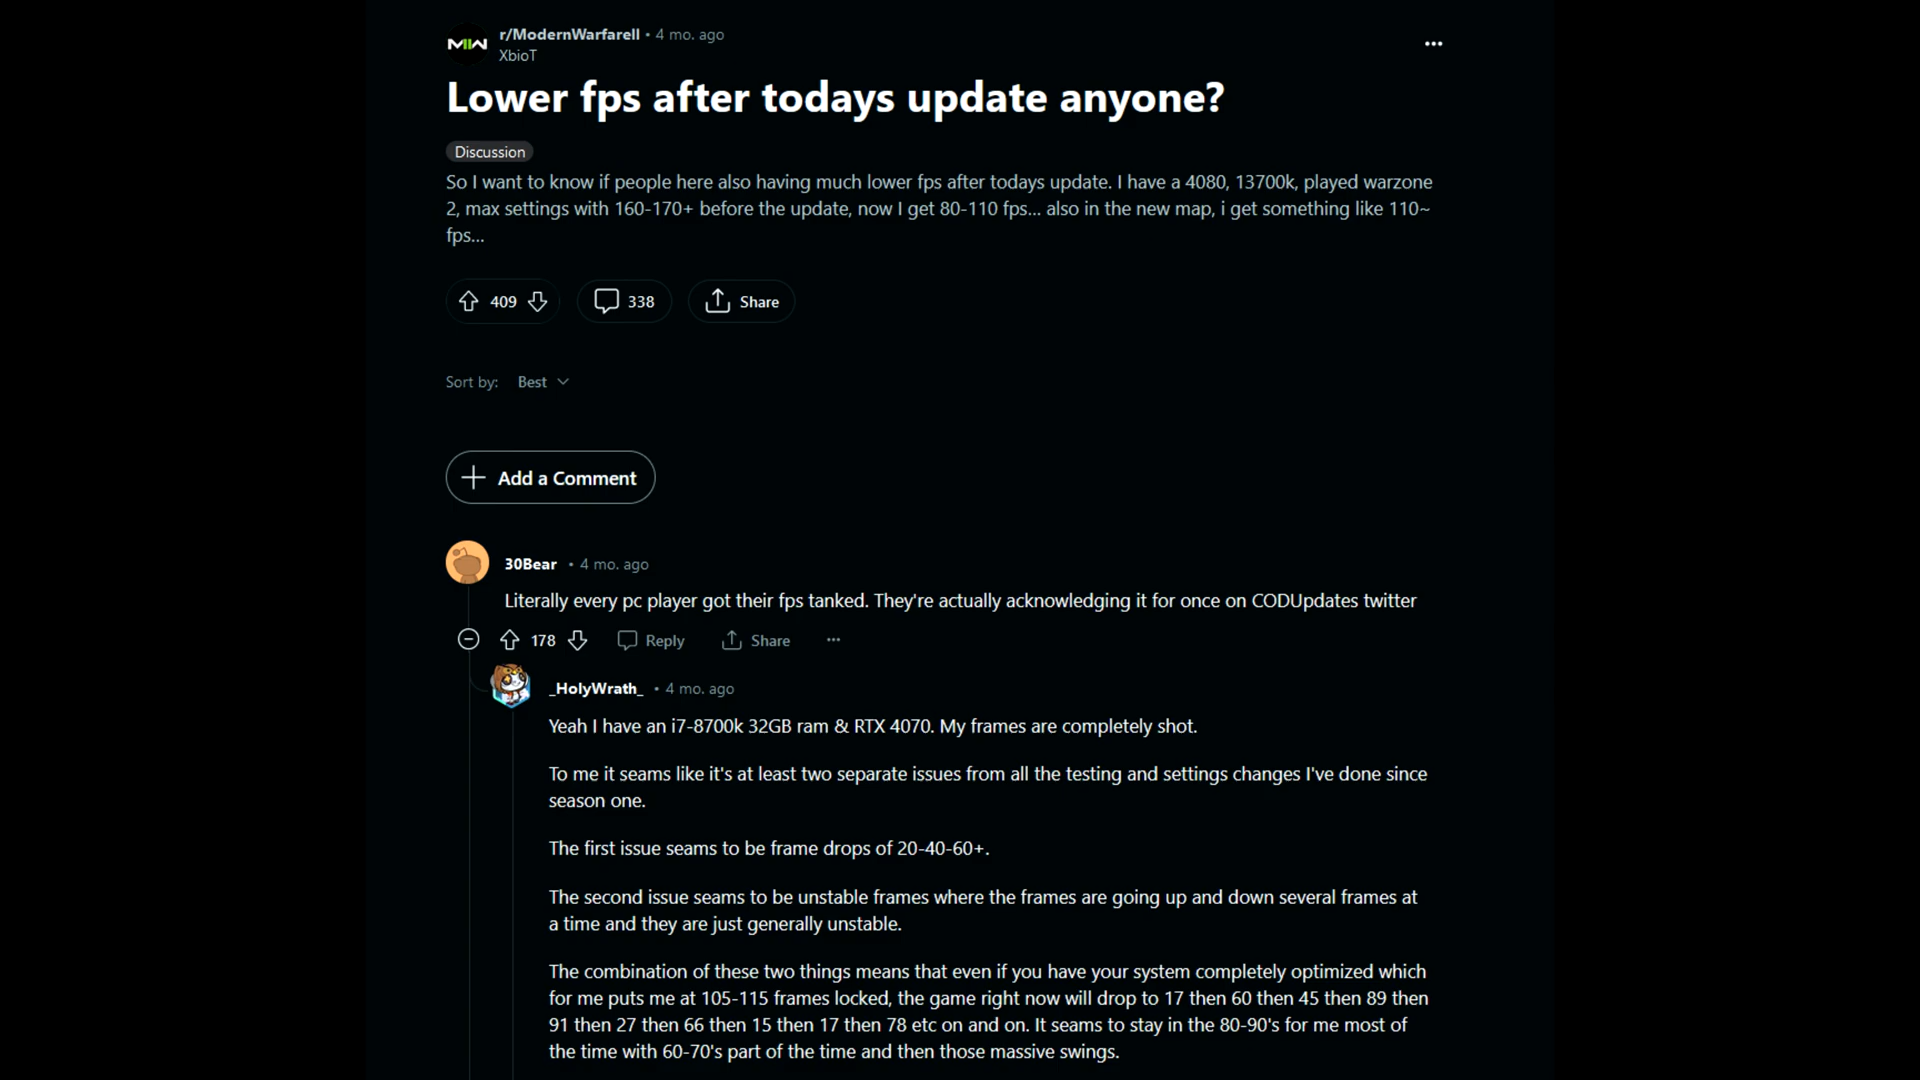 MW r/ModernWarfareII • 4 mo. ago
XbioT
Lower fps after todays update anyone?
Discussion
So I want to know if people here also having much lower fps after todays update. I have a 4080, 13700k, played warzone
2, max settings with 160-170+ before the update, now I get 80-110 fps... also in the new map, i get something like 110~
fps...
409 338 Share
Sort by: Best
Add a Comment
30Bear • 4 mo. ago
Literally every pc player got their fps tanked. They're actually acknowledging it for once on CODUpdates twitter
178 Reply Share
_HolyWrath_ • 4 mo. ago
Yeah I have an i7-8700k 32GB ram & RTX 4070. My frames are completely shot.
To me it seams like it's at least two separate issues from all the testing and settings changes I've done since
season one.
The first issue seams to be frame drops of 20-40-60+.
The second issue seams to be unstable frames where the frames are going up and down several frames at
a time and they are just generally unstable.
The combination of these two things means that even if you have your system completely optimized which
for me puts me at 105-115 frames locked, the game right now will drop to 17 then 60 then 45 then 89 then
91 then 27 then 66 then 15 then 17 then 78 etc on and on. It seams to stay in the 80-90's for me most of
the time with 60-70's part of the time and then those massive swings.